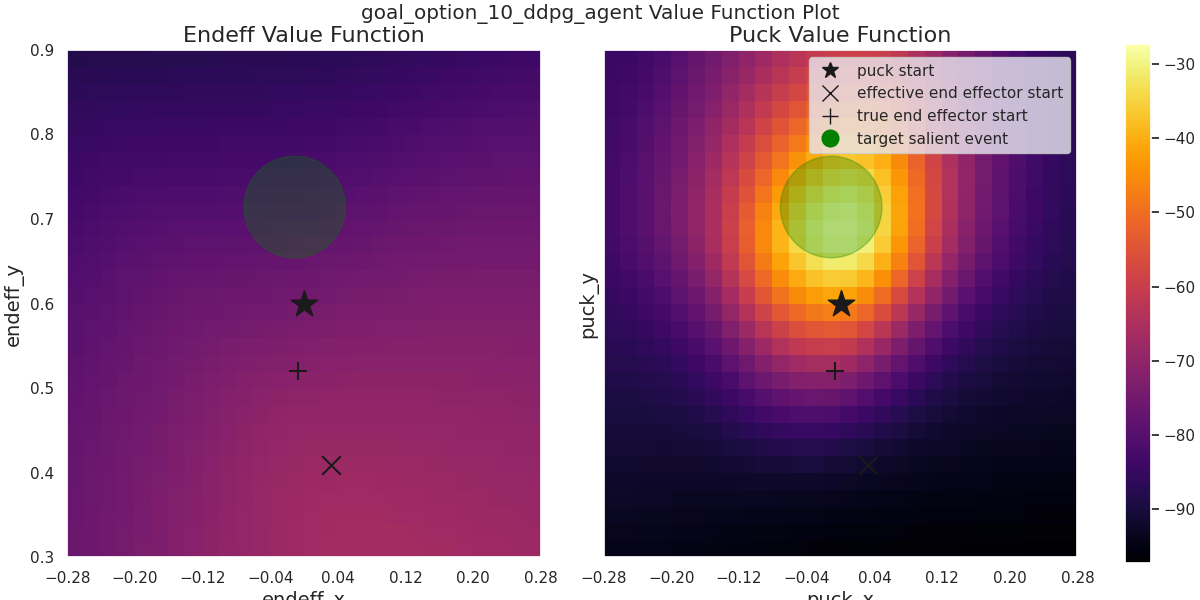 goal_option_10_ddpg_agent Value Function Plot
Endeff Value Function
Puck Value Function
puck start
effective end effector start
true end effector start
target salient event
endeff_y
0.9
0.8
0.7
0.6
0.5
0.4
0.3
puck_y
−30
−40
−50
−60
−70
−80
−90
−0.28 −0.20 −0.12 −0.04 0.04 0.12 0.20 0.28
−0.28 −0.20 −0.12 −0.04 0.04 0.12 0.20 0.28
endeff_x
puck_x